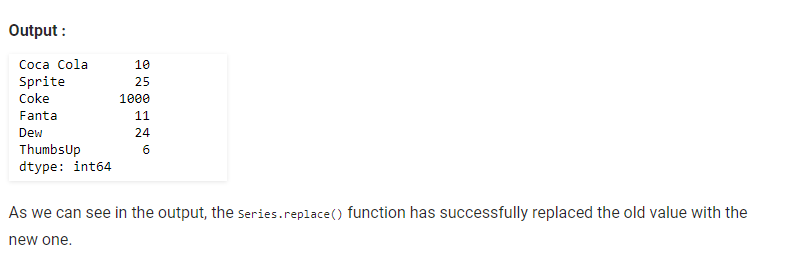 Output :
Coca Cola      10
Sprite         25
Coke         1000
Fanta          11
Dew            24
ThumbsUp        6
dtype: int64
As we can see in the output, the Series.replace() function has successfully replaced the old value with the
new one.